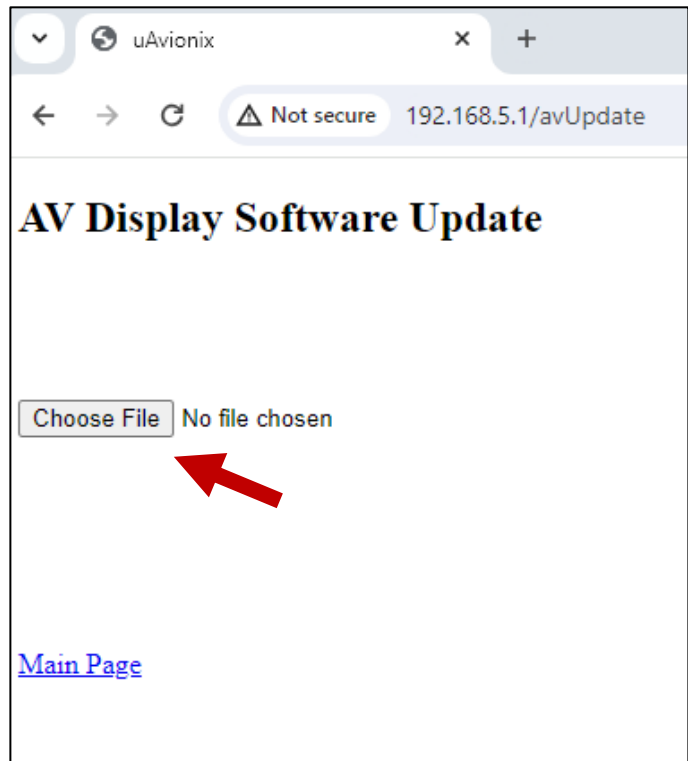 uAvionix
Not secure 192.168.5.1/avUpdate
AV Display Software Update
Choose File No file chosen
Main Page